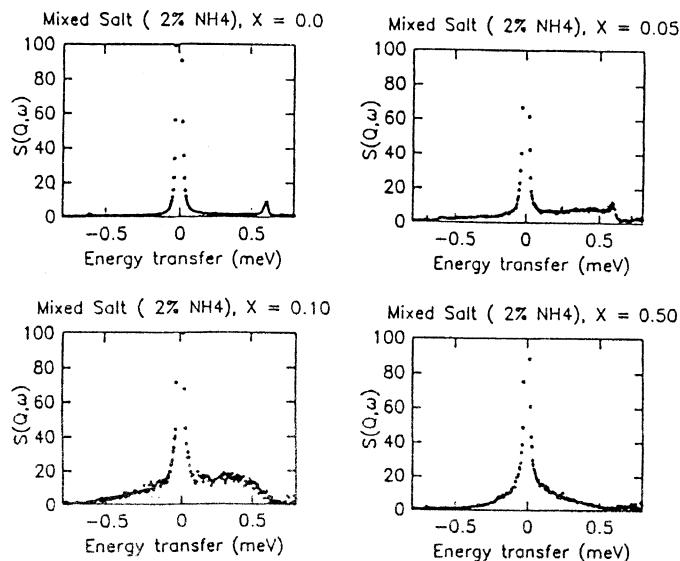 Mixed Salt ( 2% NH4), X = 0.0
Mixed Salt ( 2% NH4), X = 0.05
100
80
60
40
20
0
S(Q,ω)
−0.5 0 0.5
Energy transfer (meV)
100
80
60
40
20
0
S(Q,ω)
−0.5 0 0.5
Energy transfer (meV)
Mixed Salt ( 2% NH4), X = 0.10
Mixed Salt ( 2% NH4), X = 0.50
100
80
60
40
20
0
S(Q,ω)
−0.5 0 0.5
Energy transfer (meV)
100
80
60
40
20
0
S(Q,ω)
−0.5 0 0.5
Energy transfer (meV)